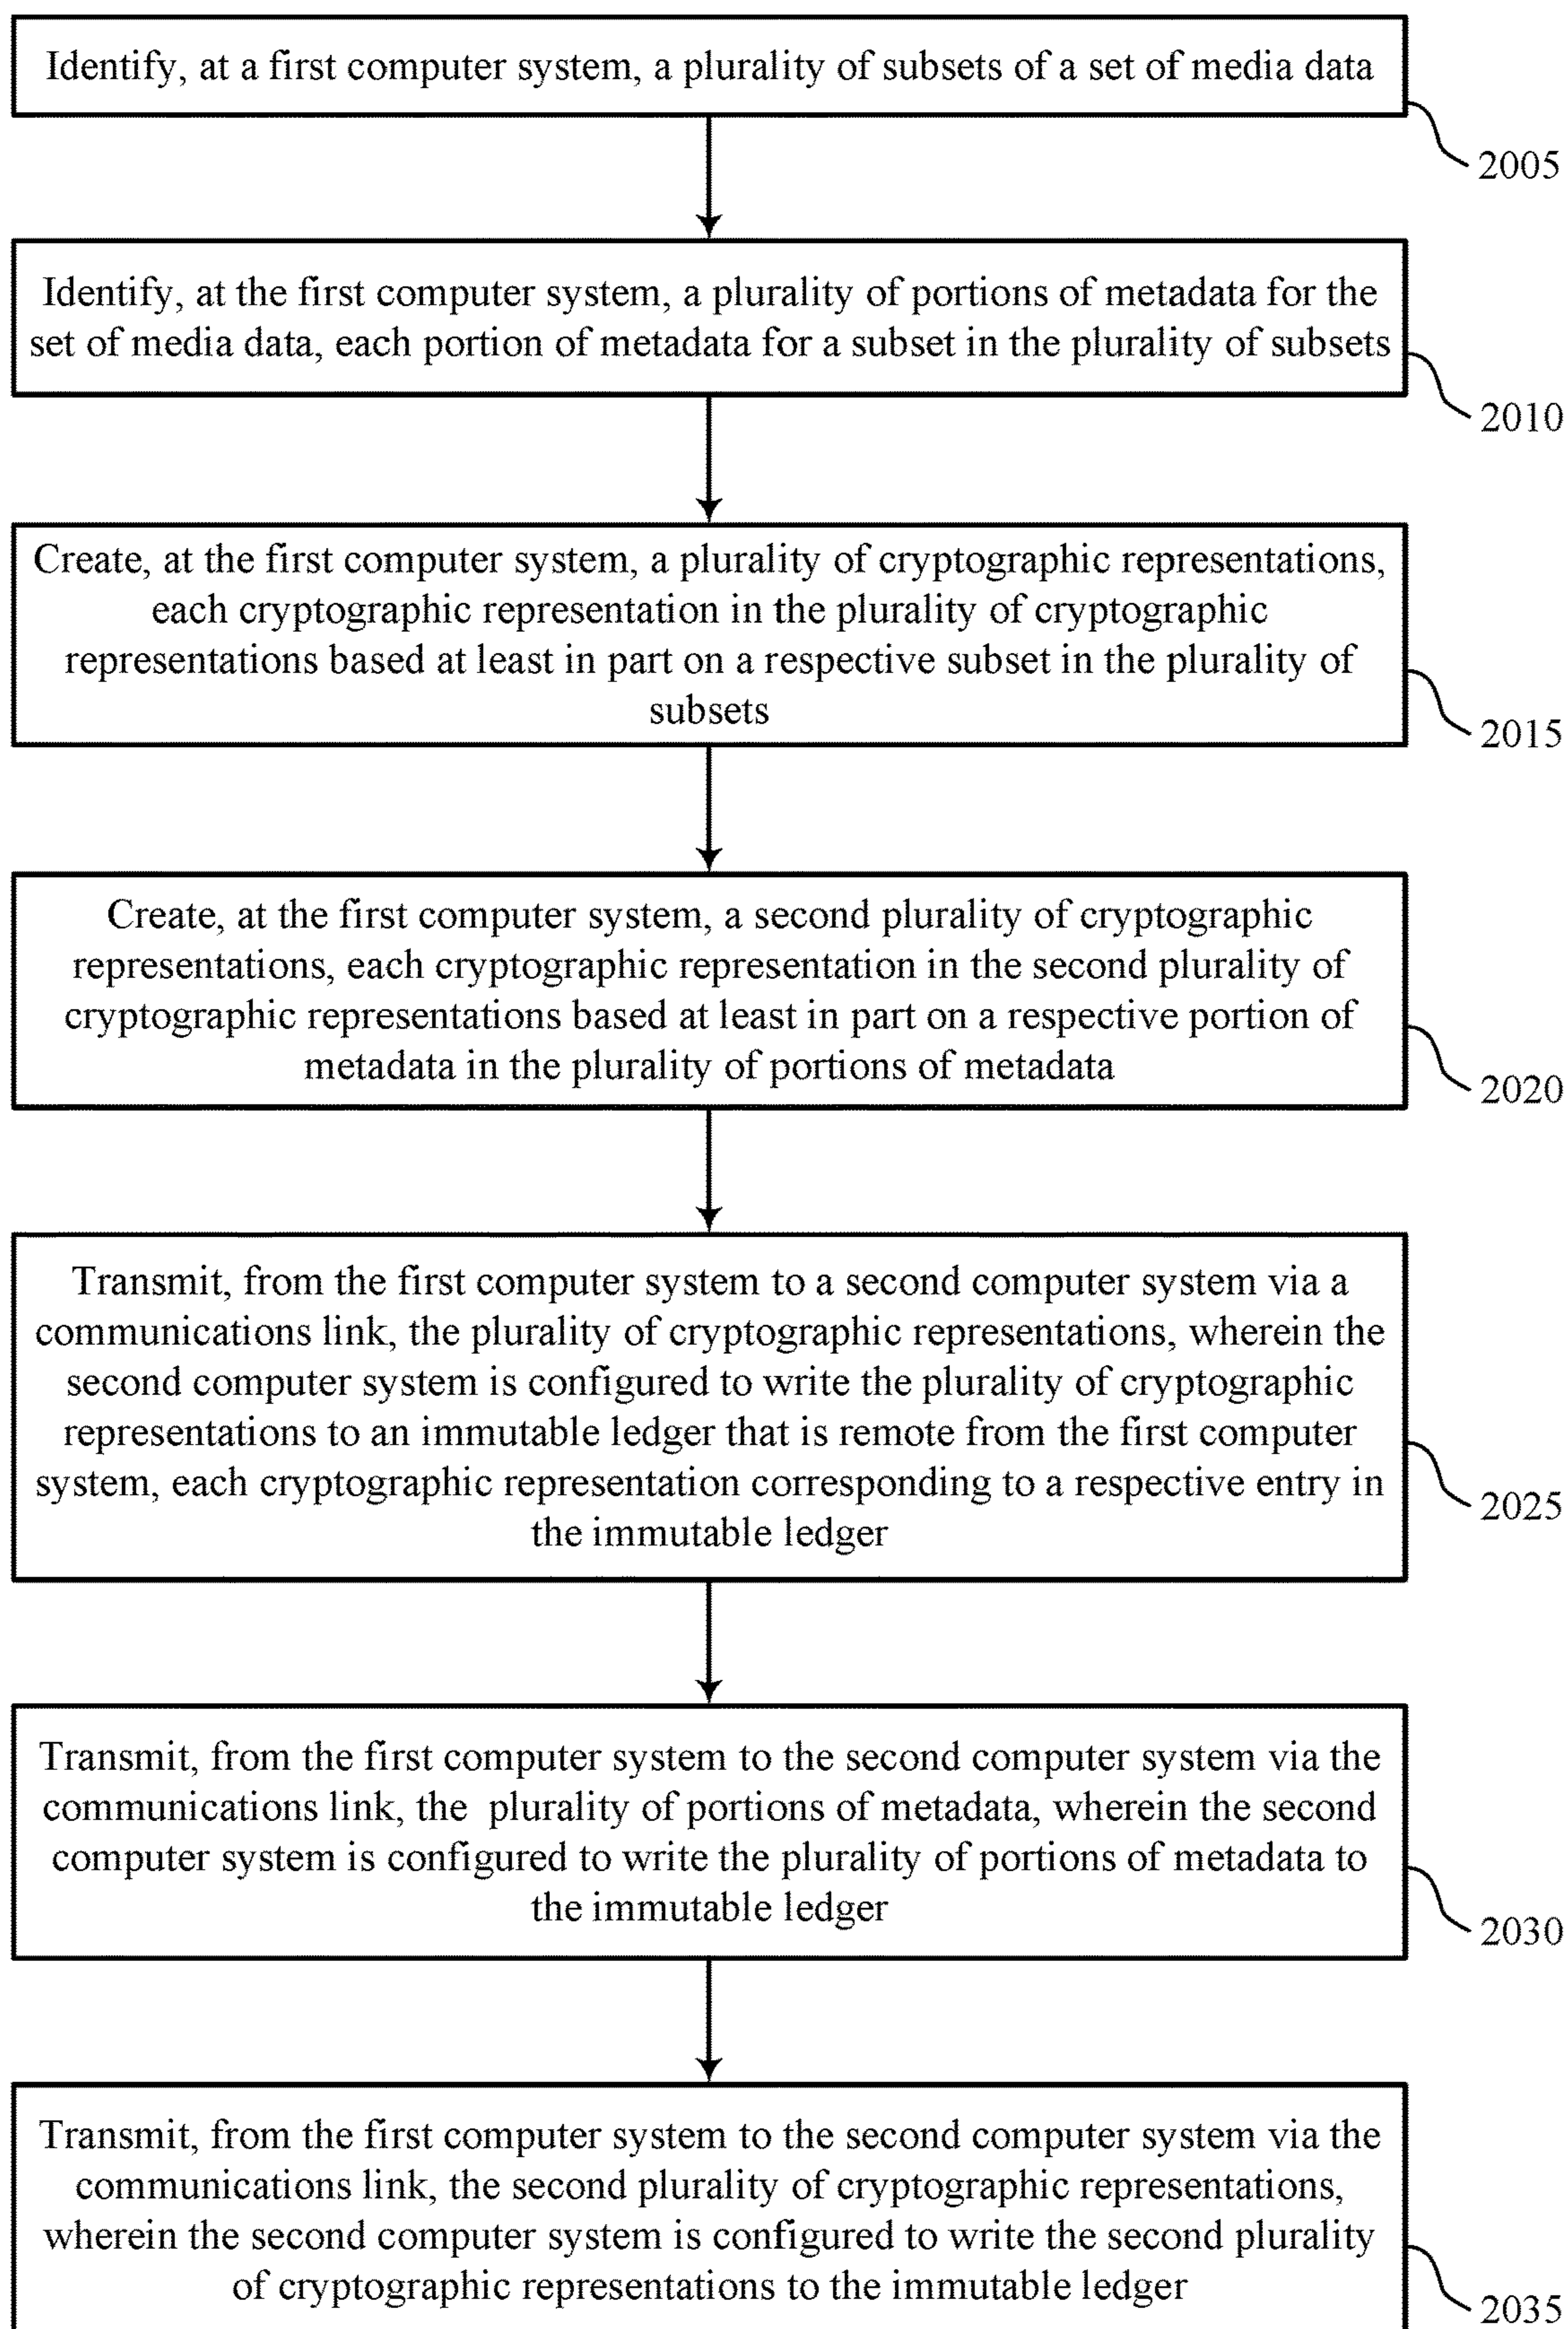 Identify, at a first computer system, a plurality of subsets of a set of media data
2005
Identify, at the first computer system, a plurality of portions of metadata for the
set of media data, each portion of metadata for a subset in the plurality of subsets
2010
Create, at the first computer system, a plurality of cryptographic representations,
each cryptographic representation in the plurality of cryptographic
representations based at least in part on a respective subset in the plurality of
subsets
2015
Create, at the first computer system, a second plurality of cryptographic
representations, each cryptographic representation in the second plurality of
cryptographic representations based at least in part on a respective portion of
metadata in the plurality of portions of metadata
2020
Transmit, from the first computer system to a second computer system via a
communications link, the plurality of cryptographic representations, wherein the
second computer system is configured to write the plurality of cryptographic
representations to an immutable ledger that is remote from the first computer
system, each cryptographic representation corresponding to a respective entry in
the immutable ledger
2025
Transmit, from the first computer system to the second computer system via the
communications link, the plurality of portions of metadata, wherein the second
computer system is configured to write the plurality of portions of metadata to
the immutable ledger
2030
Transmit, from the first computer system to the second computer system via the
communications link, the second plurality of cryptographic representations,
wherein the second computer system is configured to write the second plurality
of cryptographic representations to the immutable ledger
2035